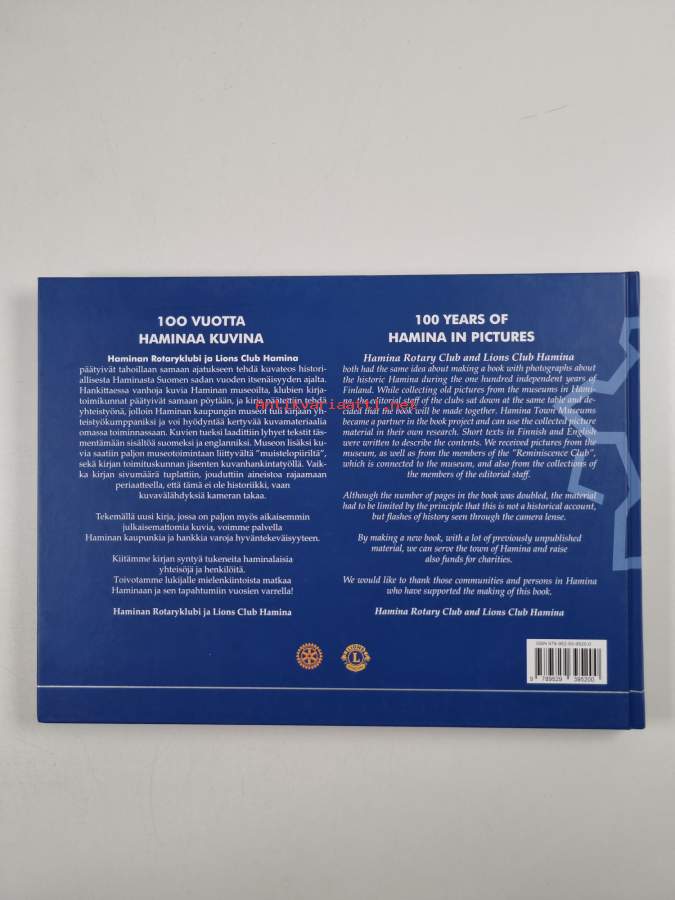 100 VUOTTA
HAMINAA KUVINA
Haminan Rotaryklubi ja Lions Club Hamina
päätyivät tahoillaan samaan ajatukseen tehdä kuvateos histori-
allisesta Haminasta Suomen sadan vuoden itsenäisyyden ajalta.
Hankittaessa vanhoja kuvia Haminan museoilta, klubien kirja-
toimikunnat päätyivät samaan pöytään, ja kirja päätettiin tehdä
yhteistyönä, jolloin Haminan kaupungin museot tuli kirjaan yh-
teistyökumppaniksi ja voi hyödyntää kertyvää kuvamateriaalia
omassa toiminnassaan. Kuvien tueksi laadittiin lyhyet tekstit täs-
mentämään sisältöä suomeksi ja englanniksi. Museon lisäksi ku-
via saatiin paljon museotoimintaan liittyvältä "muistelopiiriltä",
sekä kirjan toimituskunnan jäsenten kuvanhankintatyöllä. Vaik-
ka kirjan sivumäärä tuplattiin, jouduttiin aineistoa rajaamaan
periaatteella, että tämä ei ole historiikki, vaan
kuvavälähdyksiä kameran takaa.
Tekemällä uusi kirja, jossa on paljon myös aikaisemmin
julkaisemattomia kuvia, voimme palvella
Haminan kaupunkia ja hankkia varoja hyväntekeväisyyteen.
Kiitämme kirjan syntyä tukeneita haminalaisia
yhteisöjä ja henkilöitä.
Toivotamme lukijalle mielenkiintoista matkaa
Haminaan ja sen tapahtumiin vuosien varrella!
Haminan Rotaryklubi ja Lions Club Hamina
100 YEARS OF
HAMINA IN PICTURES
Hamina Rotary Club and Lions Club Hamina
both had the same idea about making a book with photographs about
the historic Hamina during the one hundred independent years of
Finland. While collecting old pictures from the museums in Hami-
na, the editorial staff of the clubs sat down at the same table and de-
cided that the book will be made together. Hamina Town Museums
became a partner in the book project and can use the collected picture
material in their own research. Short texts in Finnish and English
were written to describe the contents. We received pictures from the
museum, as well as from the members of the "Reminiscence Club",
which is connected to the museum, and also from the collections of
the members of the editorial staff.
Although the number of pages in the book was doubled, the material
had to be limited by the principle that this is not a historical account,
but flashes of history seen through the camera lense.
By making a new book, with a lot of previously unpublished
material, we can serve the town of Hamina and raise
also funds for charities.
We would like to thank those communities and persons in Hamina
who have supported the making of this book.
Hamina Rotary Club and Lions Club Hamina
L
9 789529 395200
antikvariaatti.net